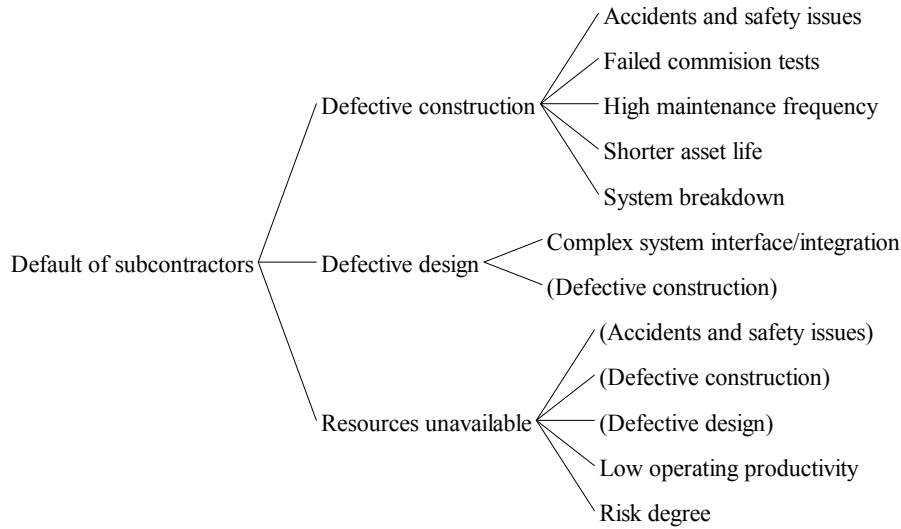 Accidents and safety issues
Failed commision tests
Defective construction
High maintenance frequency
Shorter asset life
System breakdown
Complex system interface/integration
Default of subcontractors
Defective design
(Defective construction)
(Accidents and safety issues)
(Defective construction)
Resources unavailable
(Defective design)
Low operating productivity
Risk degree